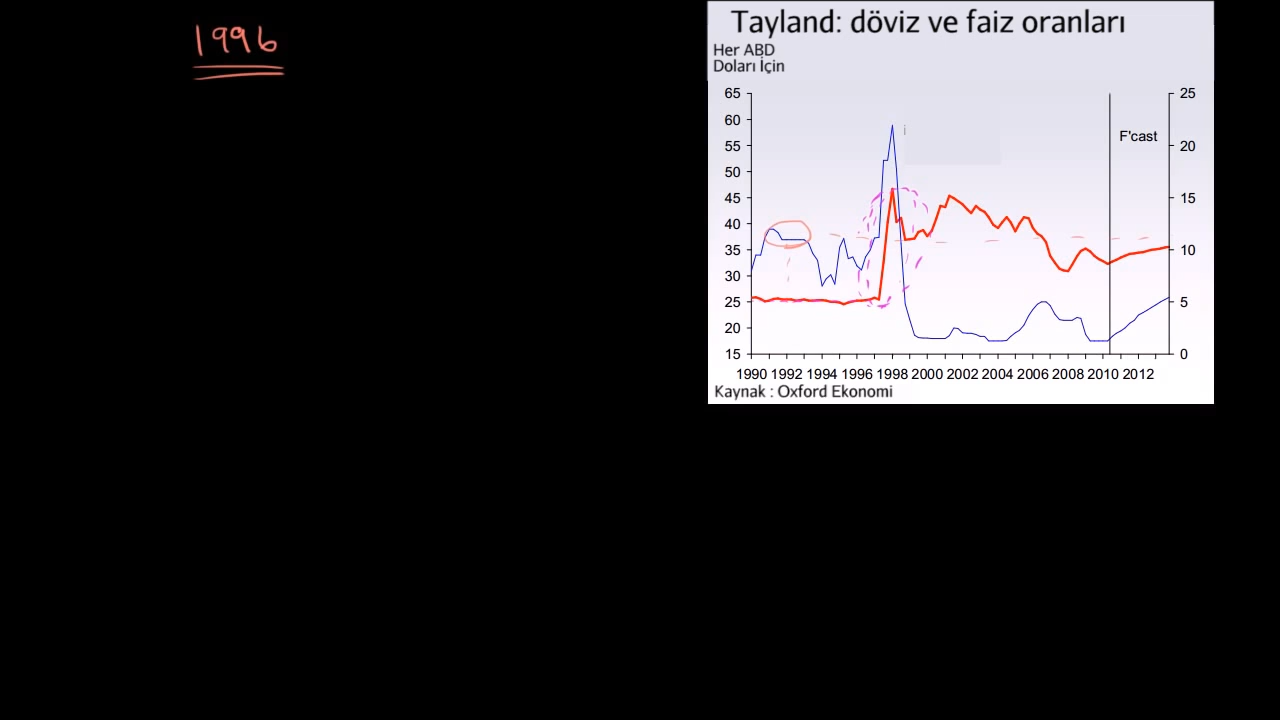 1996
Tayland: döviz ve faiz oranları
Her ABD
Doları İçin
65 25
60
F'cast
55 20
50
45 15
40
35 10
30
25 5
20
15 0
1990 1992 1994 1996 1998 2000 2002 2004 2006 2008 2010 2012
Kaynak : Oxford Ekonomi